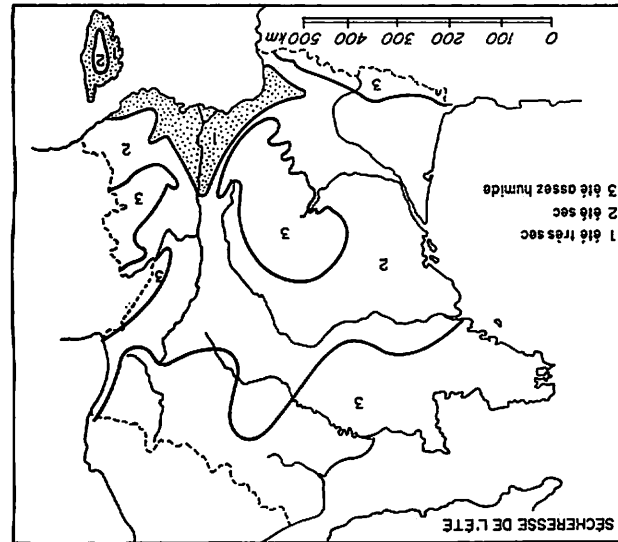 SÉCHERESSE DE L'ÉTÉ
3
3
2
3
1 été très sec
2 été sec
3 été assez humide
3
2
1
3
1
2
0 100 200 300 400 500 km